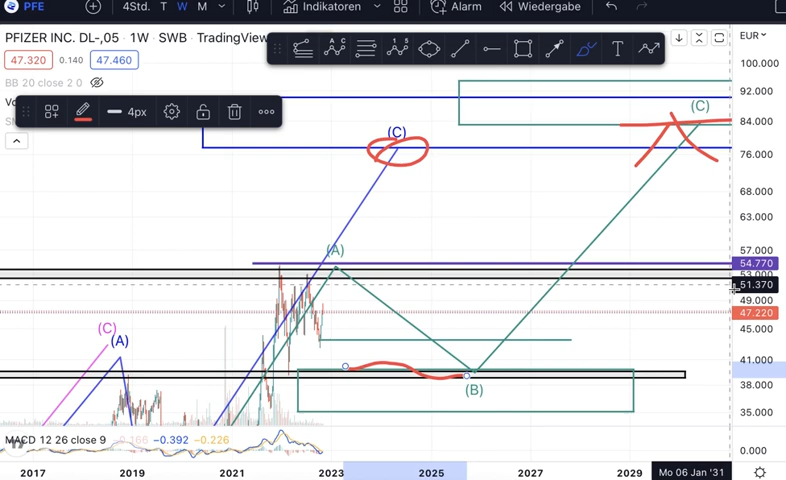 PFE 4Std. T W M Indikatoren Alarm Wiedergabe
PFIZER INC. DL-,05 · 1W · SWB TradingView
EUR
47.320 0.140 47.460
BB 20 close 2 0
4px
100.000
92.000
84.000
76.000
68.000
63.000
57.000
54.770
53.000
51.370
49.000
47.220
45.000
41.000
38.000
35.000
0.000
(C)
(C)
(A)
(C)
(A)
(B)
MACD 12 26 close 9 -0.166 −0.392 −0.226
2017 2019 2021 2023 2025 2027 2029 Mo 06 Jan '31